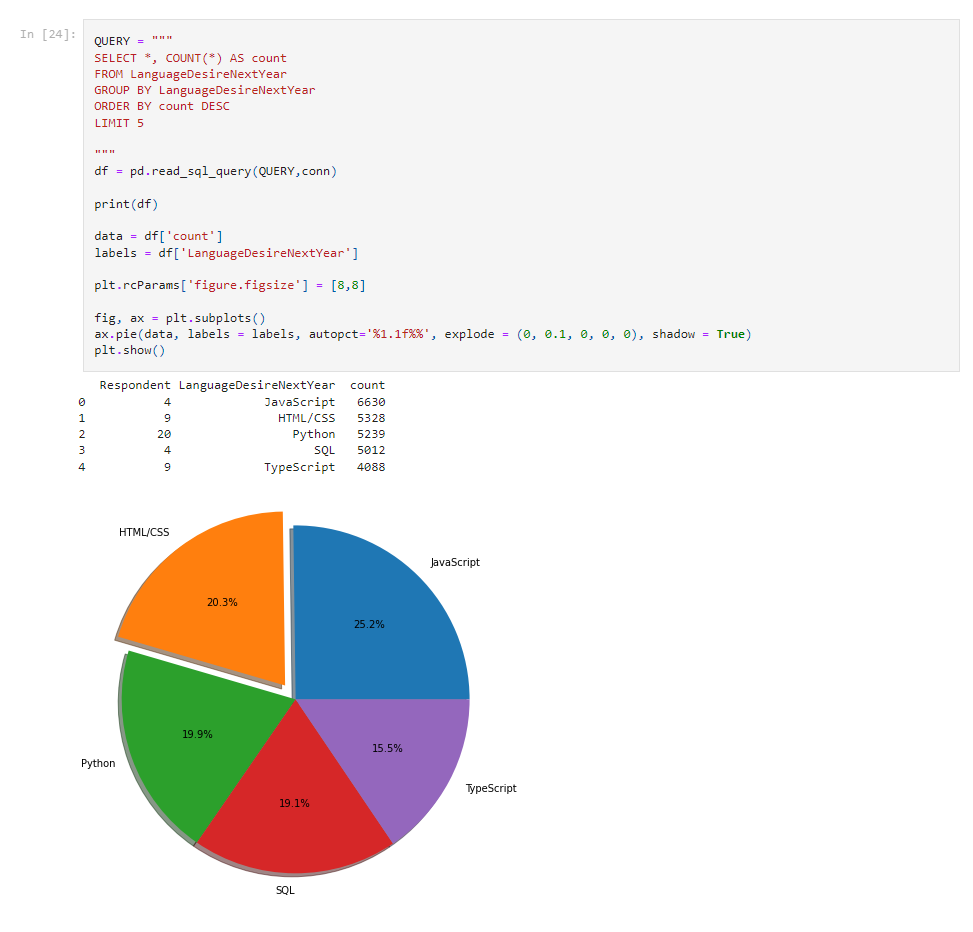 In [24]:
QUERY = """
SELECT *, COUNT(*) AS count
FROM LanguageDesireNextYear
GROUP BY LanguageDesireNextYear
ORDER BY count DESC
LIMIT 5
"""
df = pd.read_sql_query(QUERY,conn)
print(df)
data = df['count']
labels = df['LanguageDesireNextYear']
plt.rcParams['figure.figsize'] = [8,8]
fig, ax = plt.subplots()
ax.pie(data, labels = labels, autopct='%1.1f%%', explode = (0, 0.1, 0, 0, 0), shadow = True)
plt.show()
Respondent LanguageDesireNextYear count
0 4 JavaScript 6630
1 9 HTML/CSS 5328
2 20 Python 5239
3 4 SQL 5012
4 9 TypeScript 4088
HTML/CSS
JavaScript
20.3%
25.2%
19.9%
15.5%
Python
TypeScript
19.1%
SQL